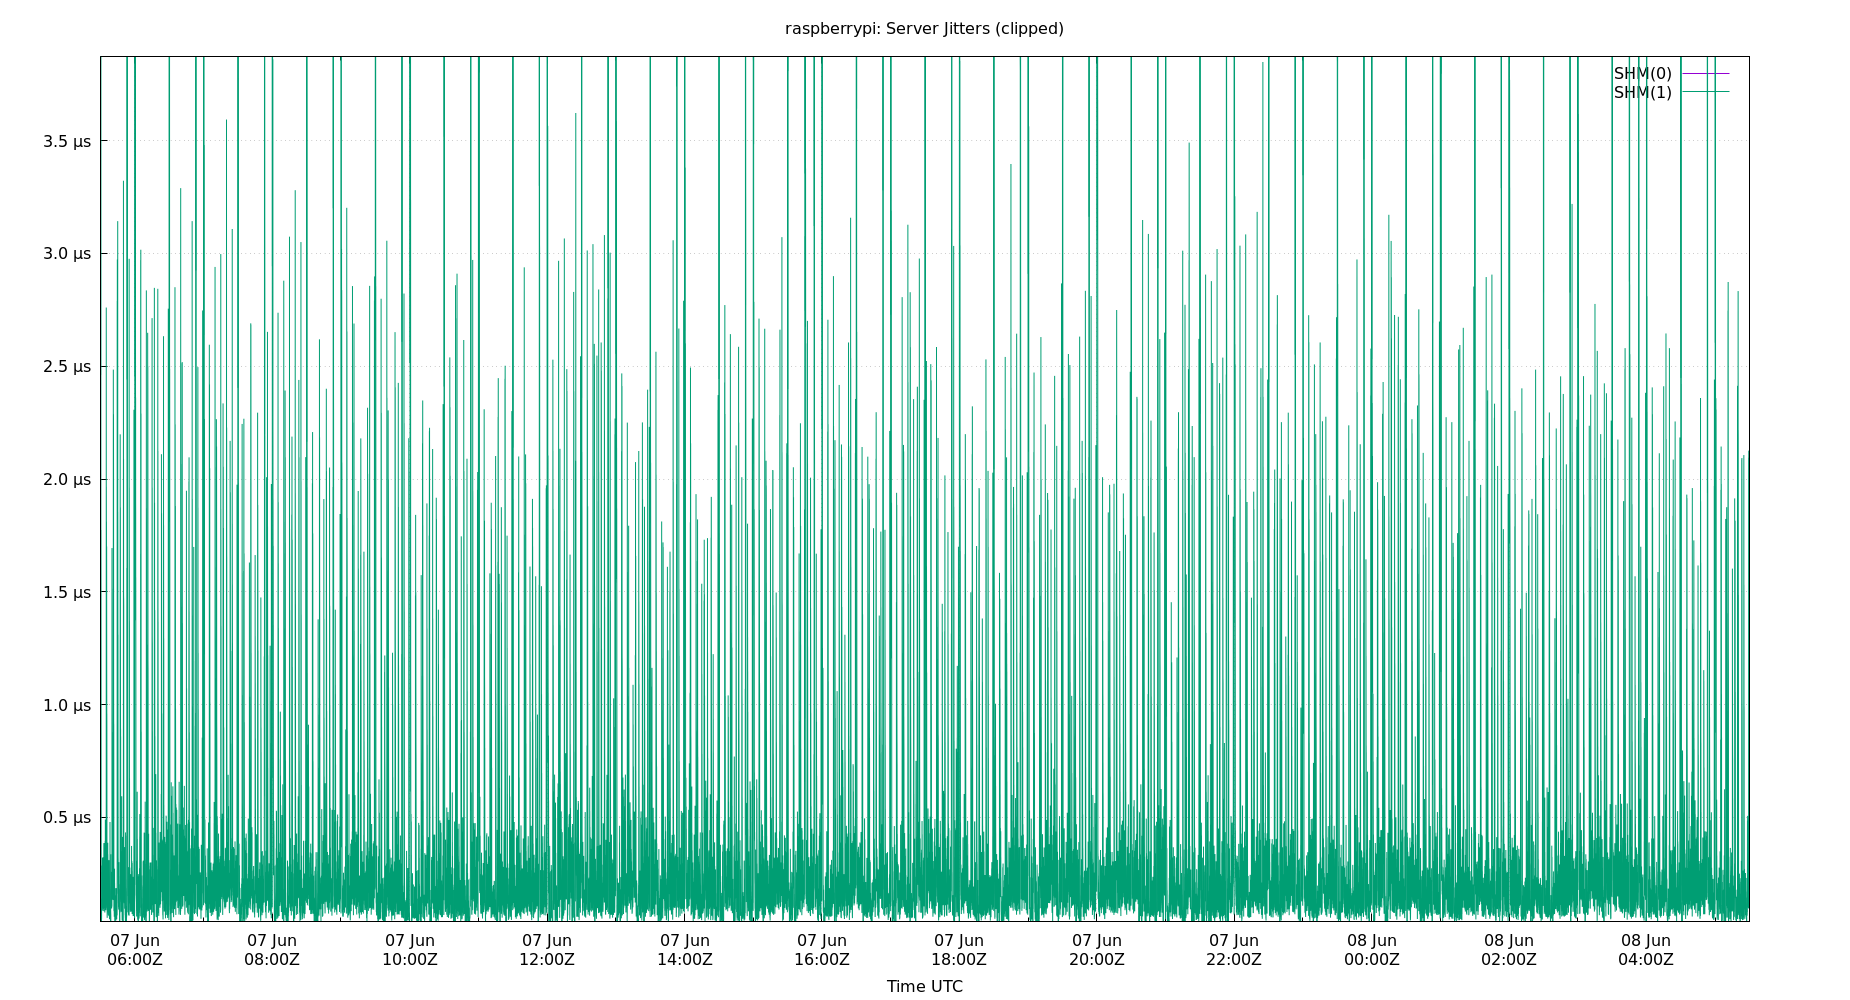 raspberrypi: Server Jitters (clipped)
SHM(0)
SHM(1)
3.5 µs
3.0 µs
2.5 µs
2.0 µs
1.5 µs
1.0 µs
0.5 µs
07 Jun 07 Jun 07 Jun 07 Jun 07 Jun 07 Jun 07 Jun 07 Jun 07 Jun 08 Jun 08 Jun 08 Jun
06:00Z 08:00Z 10:00Z 12:00Z 14:00Z 16:00Z 18:00Z 20:00Z 22:00Z 00:00Z 02:00Z 04:00Z
Time UTC